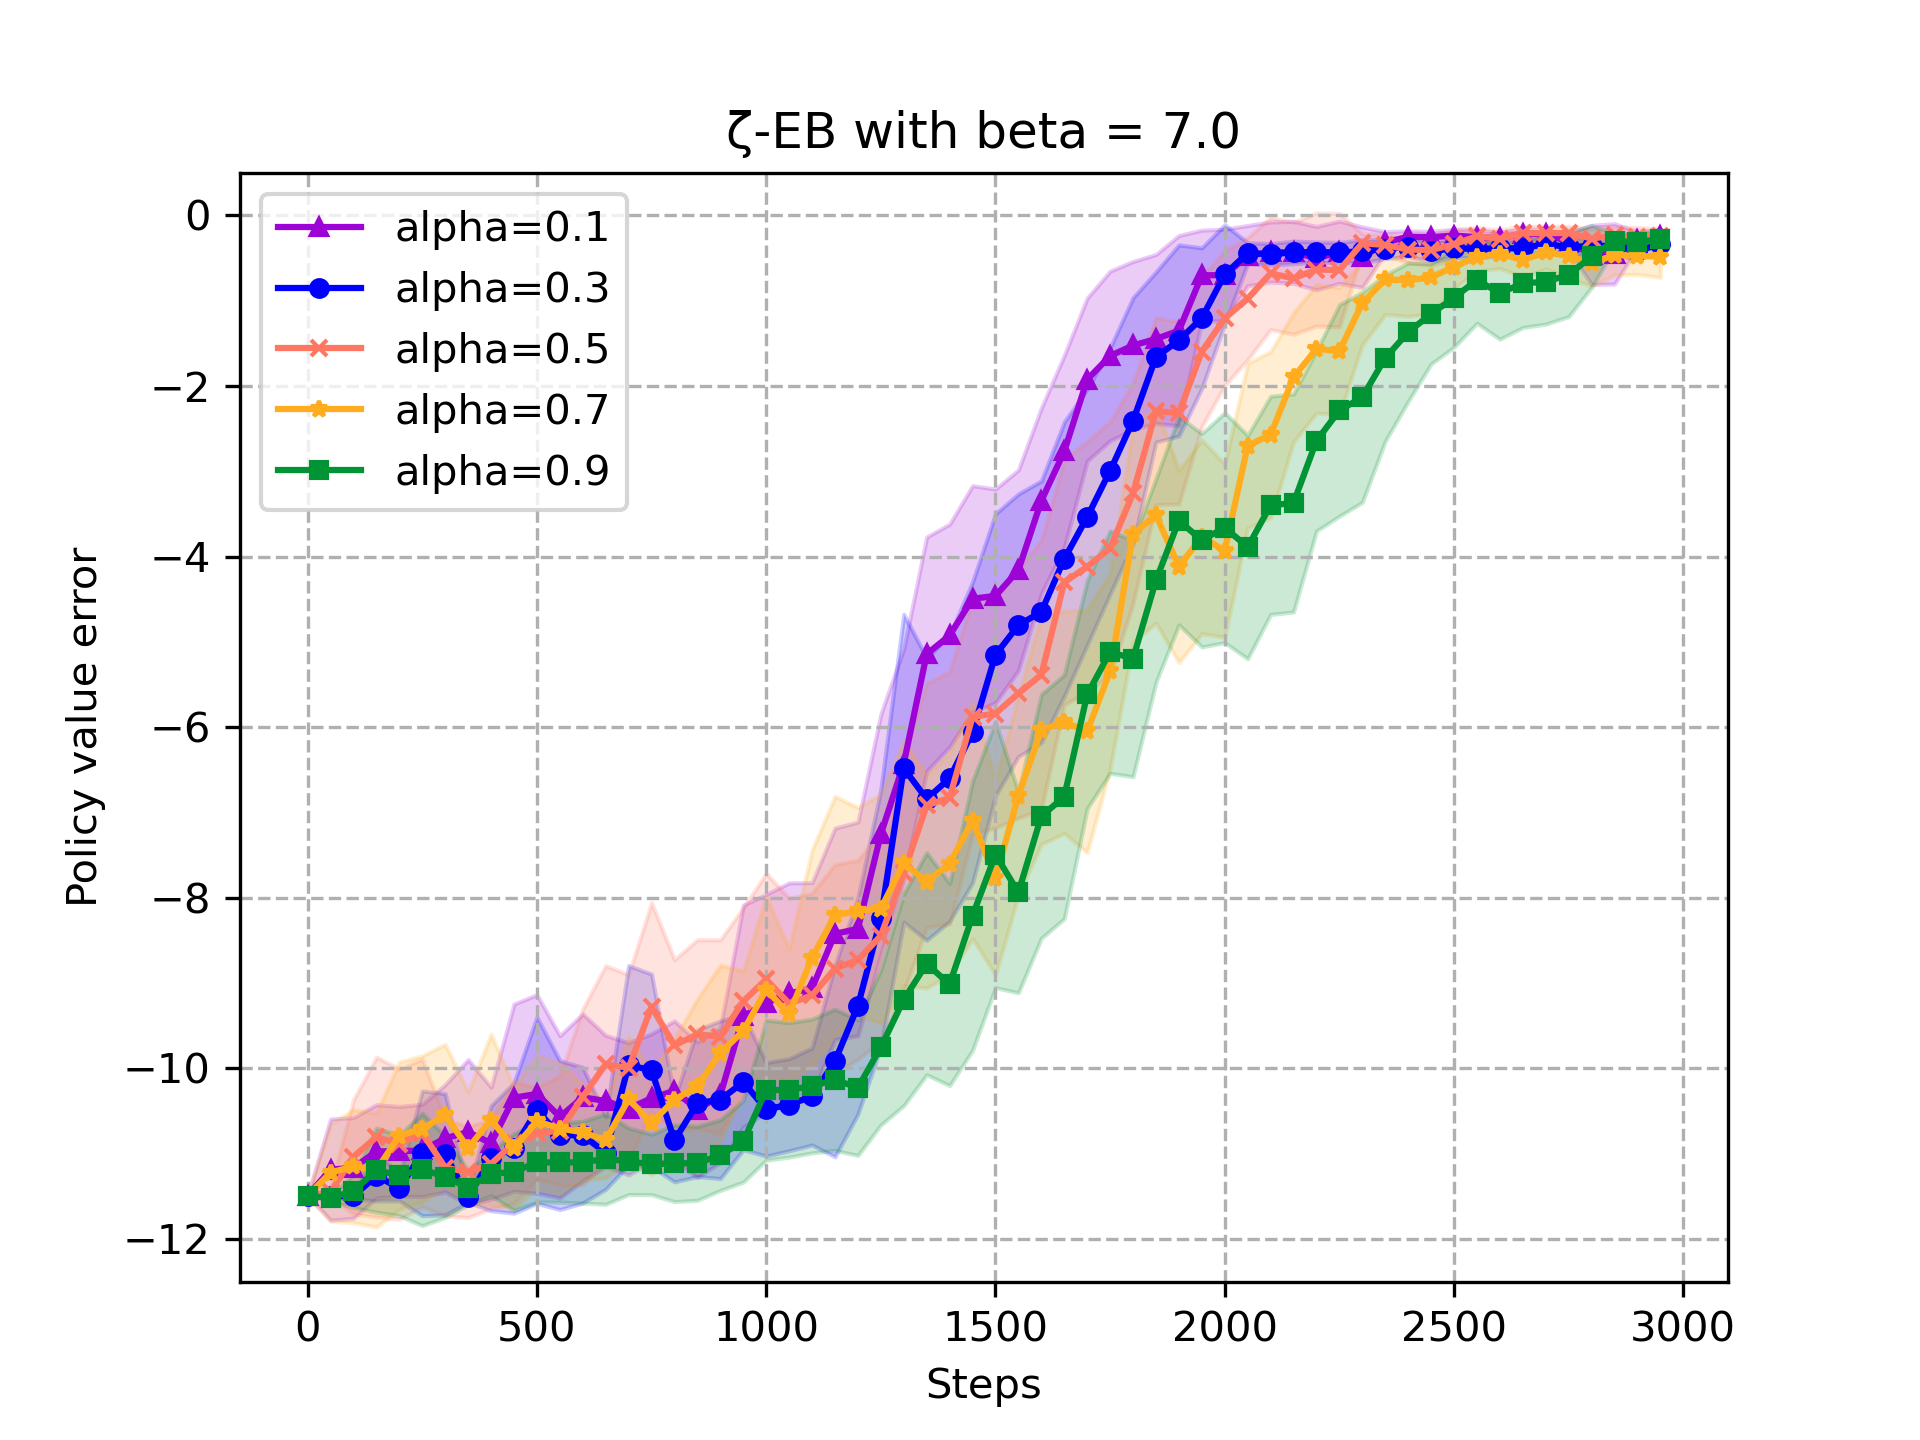 ζ-EB with beta = 7.0
alpha=0.1
alpha=0.3
alpha=0.5
alpha=0.7
alpha=0.9
Policy value error
0
−2
−4
−6
−8
−10
−12
0 500 1000 1500 2000 2500 3000
Steps